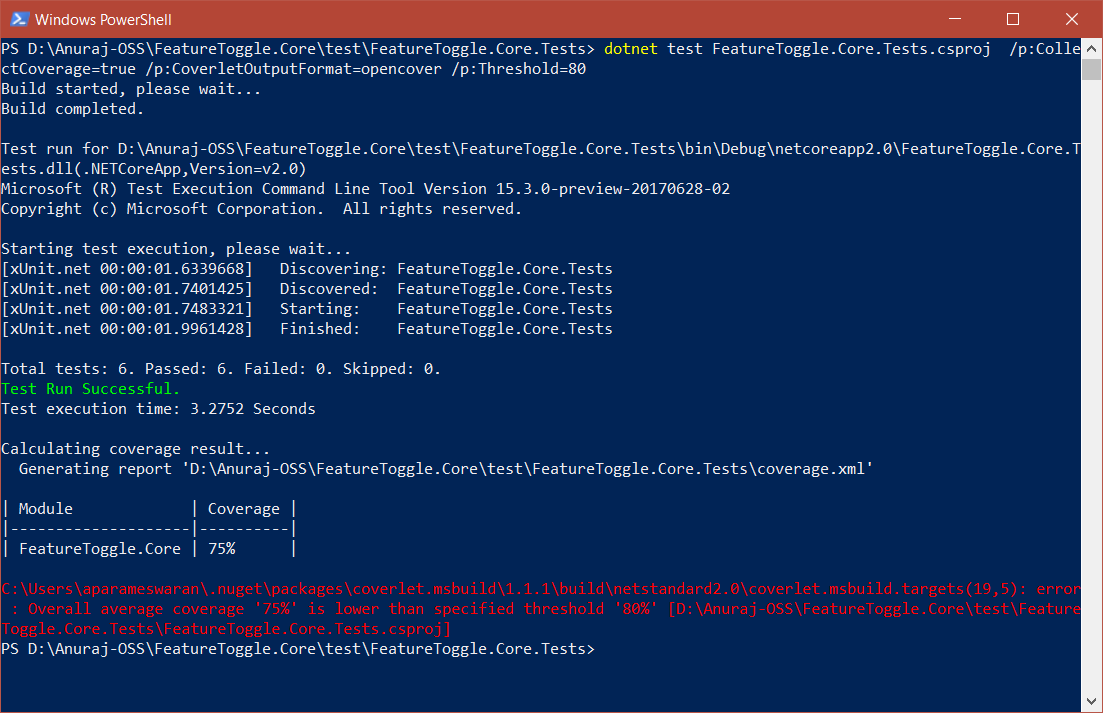 Windows PowerShell
PS D:\Anuraj-OSS\FeatureToggle.Core\test\FeatureToggle.Core.Tests> dotnet test FeatureToggle.Core.Tests.csproj  /p:Colle
ctCoverage=true /p:CoverletOutputFormat=opencover /p:Threshold=80
Build started, please wait...
Build completed.
Test run for D:\Anuraj-OSS\FeatureToggle.Core\test\FeatureToggle.Core.Tests\bin\Debug\netcoreapp2.0\FeatureToggle.Core.T
ests.dll(.NETCoreApp,Version=v2.0)
Microsoft (R) Test Execution Command Line Tool Version 15.3.0-preview-20170628-02
Copyright (c) Microsoft Corporation.  All rights reserved.
Starting test execution, please wait...
[xUnit.net 00:00:01.6339668]   Discovering: FeatureToggle.Core.Tests
[xUnit.net 00:00:01.7401425]   Discovered:  FeatureToggle.Core.Tests
[xUnit.net 00:00:01.7483321]   Starting:    FeatureToggle.Core.Tests
[xUnit.net 00:00:01.9961428]   Finished:    FeatureToggle.Core.Tests
Total tests: 6. Passed: 6. Failed: 0. Skipped: 0.
Test Run Successful.
Test execution time: 3.2752 Seconds
Calculating coverage result...
  Generating report 'D:\Anuraj-OSS\FeatureToggle.Core\test\FeatureToggle.Core.Tests\coverage.xml'
| Module             | Coverage |
|--------------------|----------|
| FeatureToggle.Core | 75%      |
C:\Users\aparameswaran\.nuget\packages\coverlet.msbuild\1.1.1\build\netstandard2.0\coverlet.msbuild.targets(19,5): error
 : Overall average coverage '75%' is lower than specified threshold '80%' [D:\Anuraj-OSS\FeatureToggle.Core\test\Feature
Toggle.Core.Tests\FeatureToggle.Core.Tests.csproj]
PS D:\Anuraj-OSS\FeatureToggle.Core\test\FeatureToggle.Core.Tests>